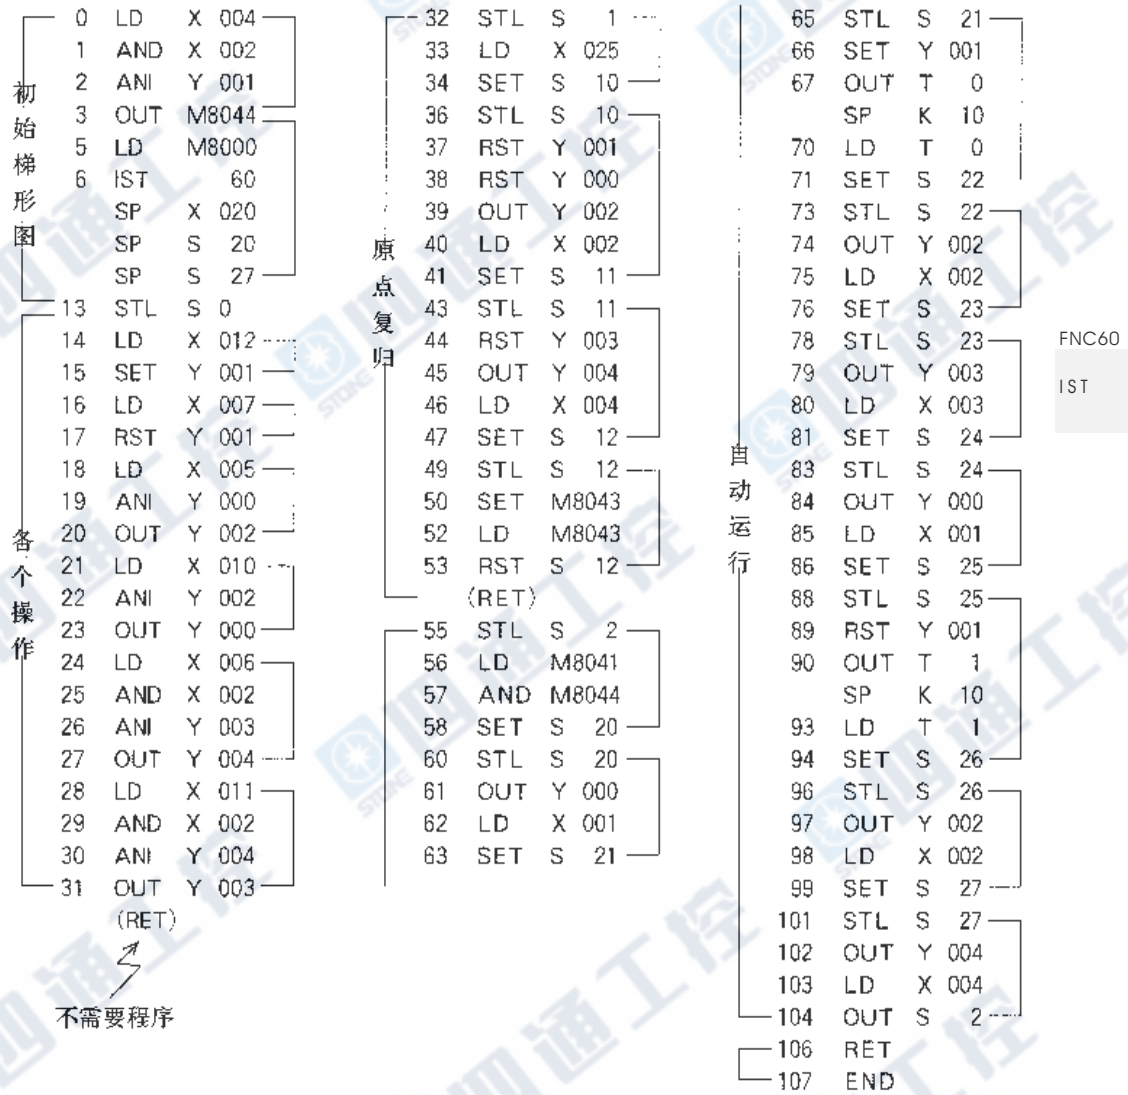 初始梯形图
0 LD X 004
1 AND X 002
2 ANI Y 001
3 OUT M8044
5 LD M8000
6 IST 60
SP X 020
SP S 20
SP S 27
各个操作
13 STL S 0
14 LD X 012
15 SET Y 001
16 LD X 007
17 RST Y 001
18 LD X 005
19 ANI Y 000
20 OUT Y 002
21 LD X 010
22 ANI Y 002
23 OUT Y 000
24 LD X 006
25 AND X 002
26 ANI Y 003
27 OUT Y 004
28 LD X 011
29 AND X 002
30 ANI Y 004
31 OUT Y 003
(RET)
不需要程序
原点复归
32 STL S 1
33 LD X 025
34 SET S 10
36 STL S 10
37 RST Y 001
38 RST Y 000
39 OUT Y 002
40 LD X 002
41 SET S 11
43 STL S 11
44 RST Y 003
45 OUT Y 004
46 LD X 004
47 SET S 12
49 STL S 12
50 SET M8043
52 LD M8043
53 RST S 12
(RET)
55 STL S 2
56 LD M8041
57 AND M8044
58 SET S 20
60 STL S 20
61 OUT Y 000
62 LD X 001
63 SET S 21
自动运行
65 STL S 21
66 SET Y 001
67 OUT T 0
SP K 10
70 LD T 0
71 SET S 22
73 STL S 22
74 OUT Y 002
75 LD X 002
76 SET S 23
78 STL S 23
79 OUT Y 003
80 LD X 003
81 SET S 24
83 STL S 24
84 OUT Y 000
85 LD X 001
86 SET S 25
88 STL S 25
89 RST Y 001
90 OUT T 1
SP K 10
93 LD T 1
94 SET S 26
96 STL S 26
97 OUT Y 002
98 LD X 002
99 SET S 27
101 STL S 27
102 OUT Y 004
103 LD X 004
104 OUT S 2
106 RET
107 END
FNC60
IST
四通工控
STONE